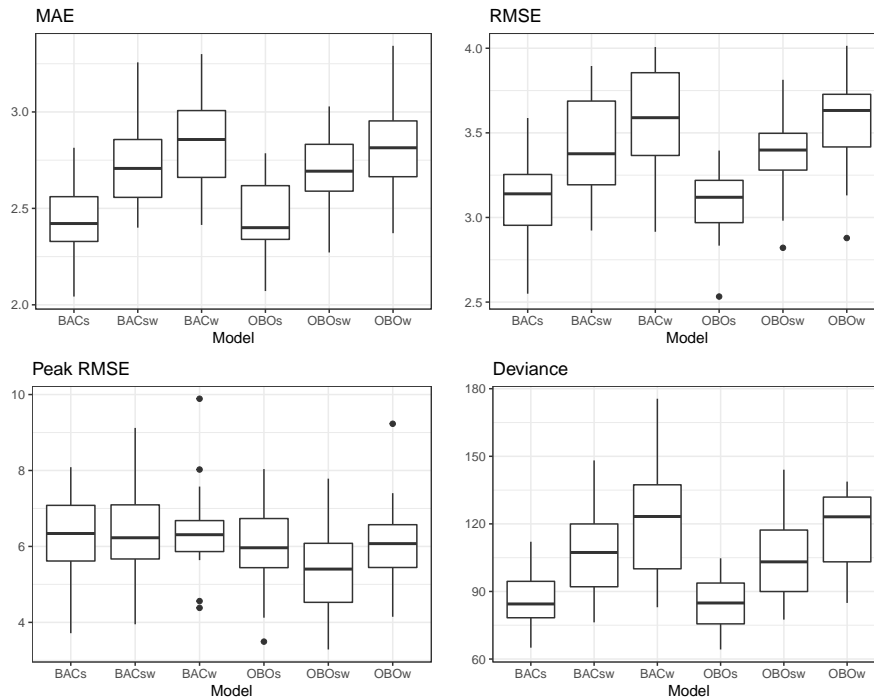 MAE
3.0
2.5
2.0
BACs BACsw BACw OBOs OBOsw OBOw
Model
RMSE
4.0
3.5
3.0
2.5
BACs BACsw BACw OBOs OBOsw OBOw
Model
Peak RMSE
10
8
6
4
BACs BACsw BACw OBOs OBOsw OBOw
Model
Deviance
180
150
120
90
60
BACs BACsw BACw OBOs OBOsw OBOw
Model